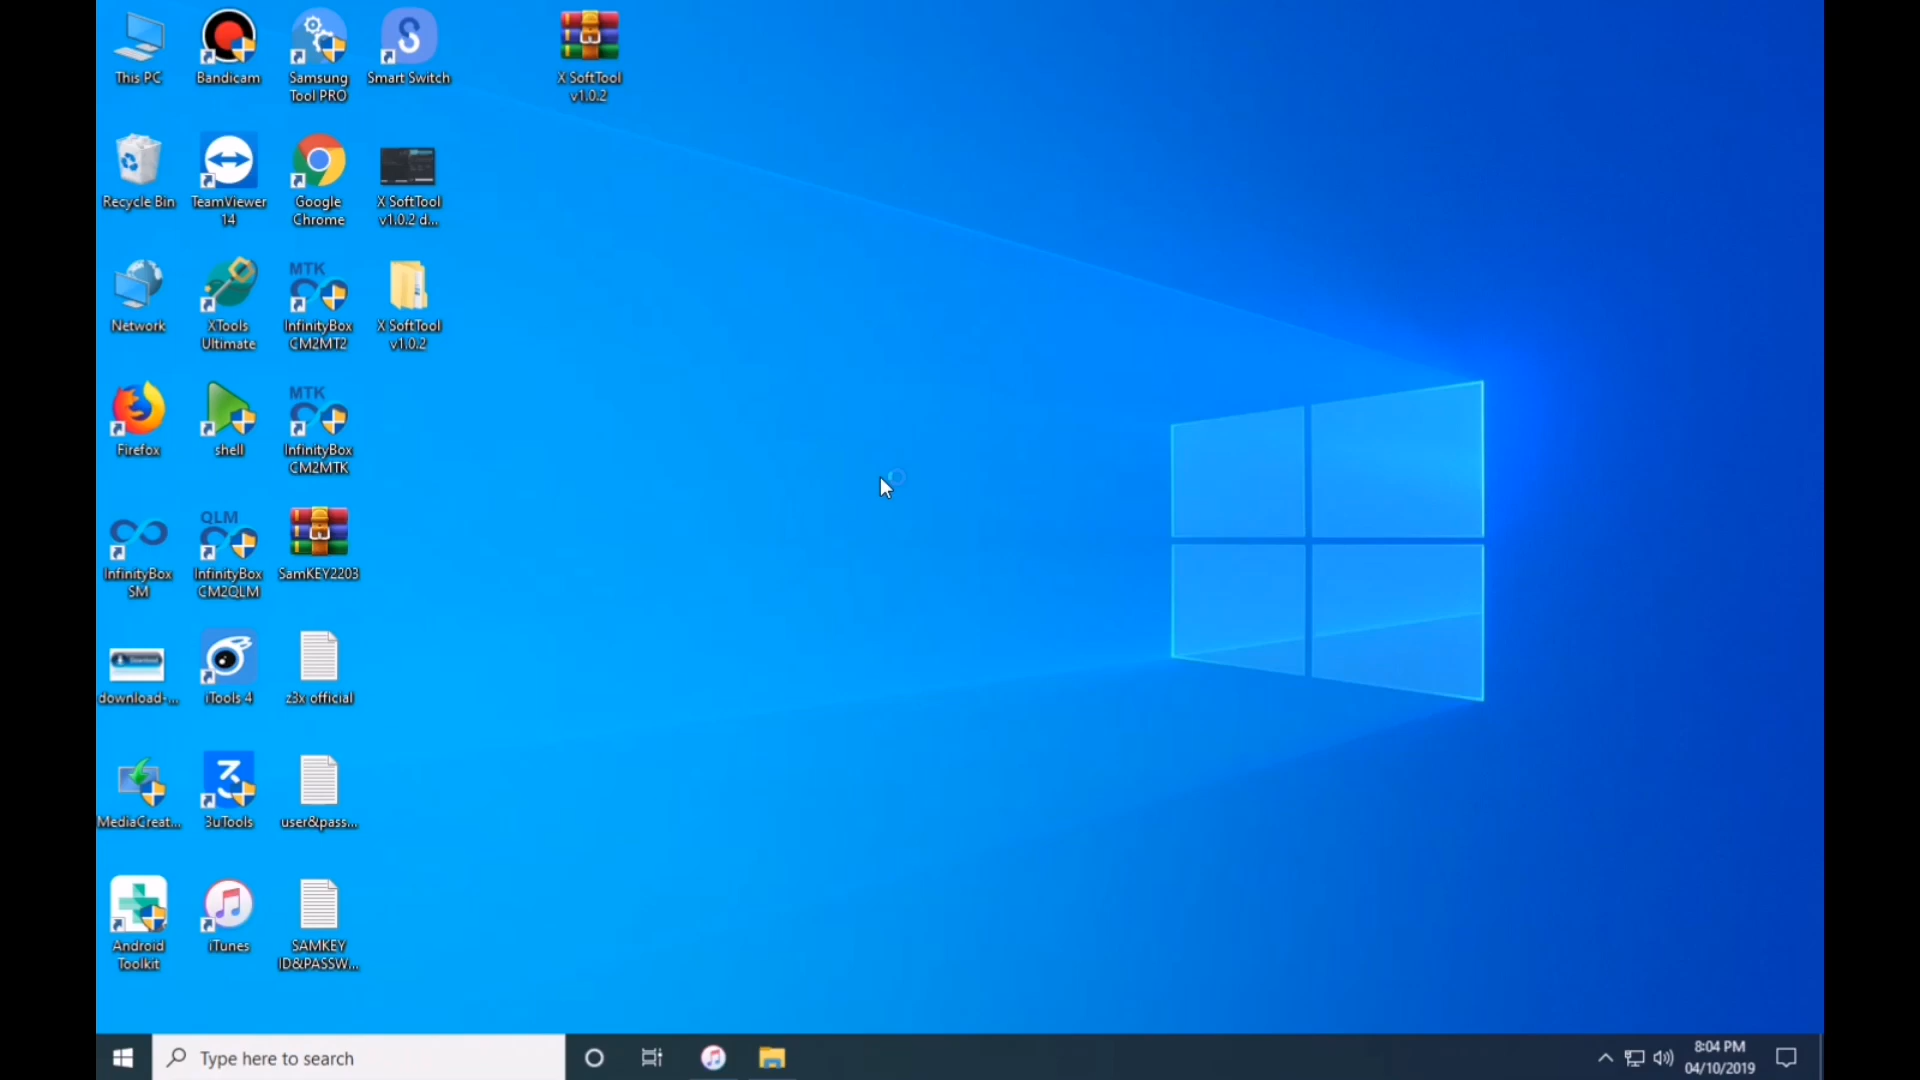 This PC
Bandicam
Samsung
Tool PRO
Smart Switch
X SoftTool
v1.0.2
Recycle Bin
TeamViewer
14
Google
Chrome
X SoftTool
v1.0.2 d...
Network
XTools
Ultimate
MTK
InfinityBox
CM2MT2
X SoftTool
v1.0.2
Firefox
shell
MTK
InfinityBox
CM2MTK
InfinityBox
SM
QLM
InfinityBox
CM2QLM
SamKEY2203
Download
download-...
iTools 4
z3x official
MediaCreat...
3uTools
user&pass...
Android
Toolkit
iTunes
SAMKEY
ID&PASSW...
Type here to search
8:04 PM
04/10/2019